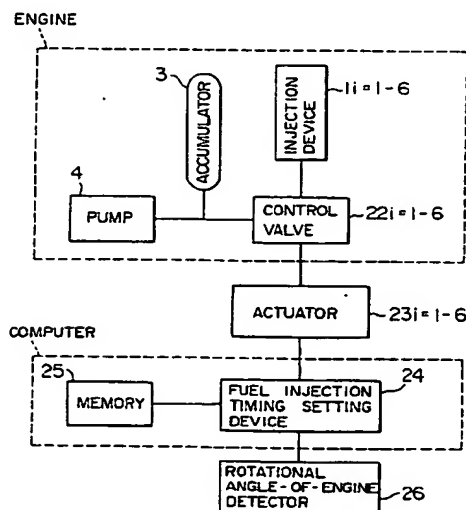 ENGINE
3
ACCUMULATOR
1i = 1-6
INJECTION
DEVICE
4
PUMP
CONTROL
VALVE
22i = 1-6
ACTUATOR
23i = 1-6
COMPUTER
25
MEMORY
24
FUEL INJECTION
TIMING SETTING
DEVICE
ROTATIONAL
ANGLE-OF-ENGINE
DETECTOR
26